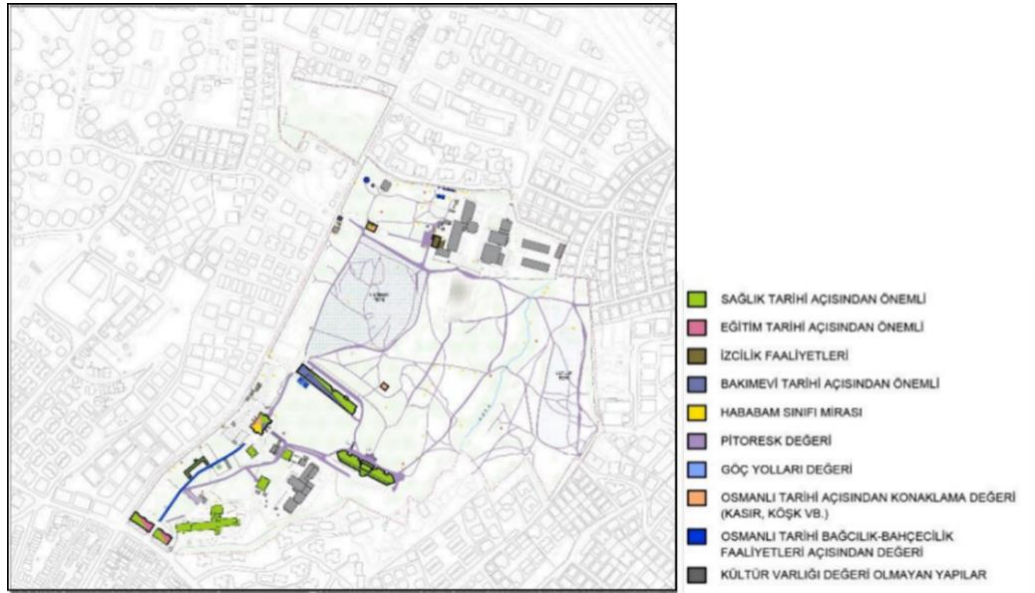 SAĞLIK TARİHİ AÇISINDAN ÖNEMLİ
EĞİTİM TARİHİ AÇISINDAN ÖNEMLİ
İZCİLİK FAALİYETLERİ
BAKIMEVİ TARİHİ AÇISINDAN ÖNEMLİ
HABABAM SINIFI MİRASI
PİTORESK DEĞERİ
GÖÇ YOLLARI DEĞERİ
OSMANLI TARİHİ AÇISINDAN KONAKLAMA DEĞERİ
(KASIR, KÖŞK VB.)
OSMANLI TARİHİ BAĞCILIK-BAHÇECİLİK
FAALİYETLERİ AÇISINDAN DEĞERİ
KÜLTÜR VARLIĞI DEĞERİ OLMAYAN YAPILAR